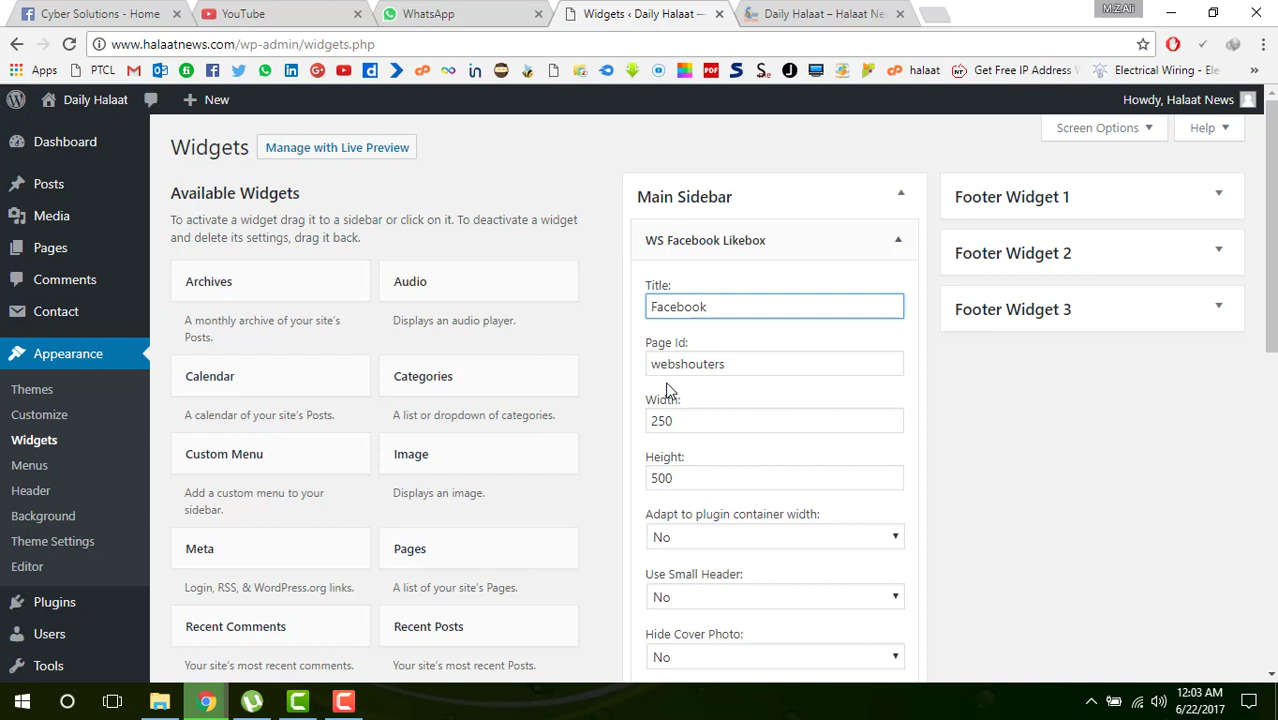 Cyber Solutions - Home
YouTube
WhatsApp
Widgets ‹ Daily Halaat —
Daily Halaat – Halaat Ne
M.Z.Ali
www.halaatnews.com/wp-admin/widgets.php
Apps
PTCL
halaat
Get Free IP Address
Electrical Wiring - Ele
Daily Halaat
New
Howdy, Halaat News
Dashboard
Posts
Media
Pages
Comments
Contact
Appearance
Themes
Customize
Widgets
Menus
Header
Background
Theme Settings
Editor
Plugins
Users
Tools
Screen Options
Help
Widgets
Manage with Live Preview
Available Widgets
To activate a widget drag it to a sidebar or click on it. To deactivate a widget
and delete its settings, drag it back.
Archives
A monthly archive of your site's
Posts.
Audio
Displays an audio player.
Calendar
A calendar of your site's Posts.
Categories
A list or dropdown of categories.
Custom Menu
Add a custom menu to your
sidebar.
Image
Displays an image.
Meta
Login, RSS, & WordPress.org links.
Pages
A list of your site's Pages.
Recent Comments
Your site's most recent comments.
Recent Posts
Your site's most recent Posts.
Main Sidebar
WS Facebook Likebox
Title:
Facebook
Page Id:
webshouters
Width:
250
Height:
500
Adapt to plugin container width:
No
Use Small Header:
No
Hide Cover Photo:
No
Footer Widget 1
Footer Widget 2
Footer Widget 3
12:03 AM
6/22/2017